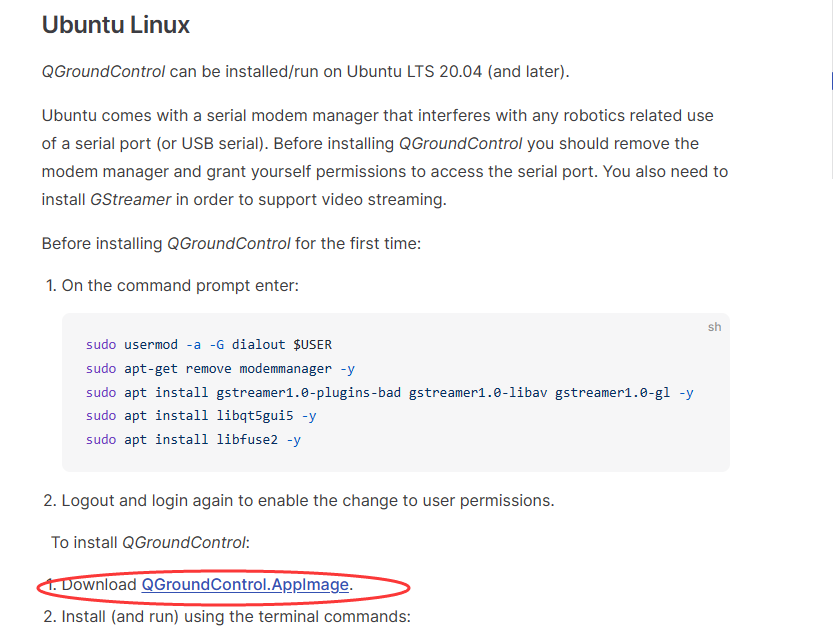 Ubuntu Linux
QGroundControl can be installed/run on Ubuntu LTS 20.04 (and later).
Ubuntu comes with a serial modem manager that interferes with any robotics related use
of a serial port (or USB serial). Before installing QGroundControl you should remove the
modem manager and grant yourself permissions to access the serial port. You also need to
install GStreamer in order to support video streaming.
Before installing QGroundControl for the first time:
1. On the command prompt enter:
sh
sudo usermod -a -G dialout $USER
sudo apt-get remove modemmanager -y
sudo apt install gstreamer1.0-plugins-bad gstreamer1.0-libav gstreamer1.0-gl -y
sudo apt install libqt5gui5 -y
sudo apt install libfuse2 -y
2. Logout and login again to enable the change to user permissions.
To install QGroundControl:
1. Download QGroundControl.AppImage.
2. Install (and run) using the terminal commands: